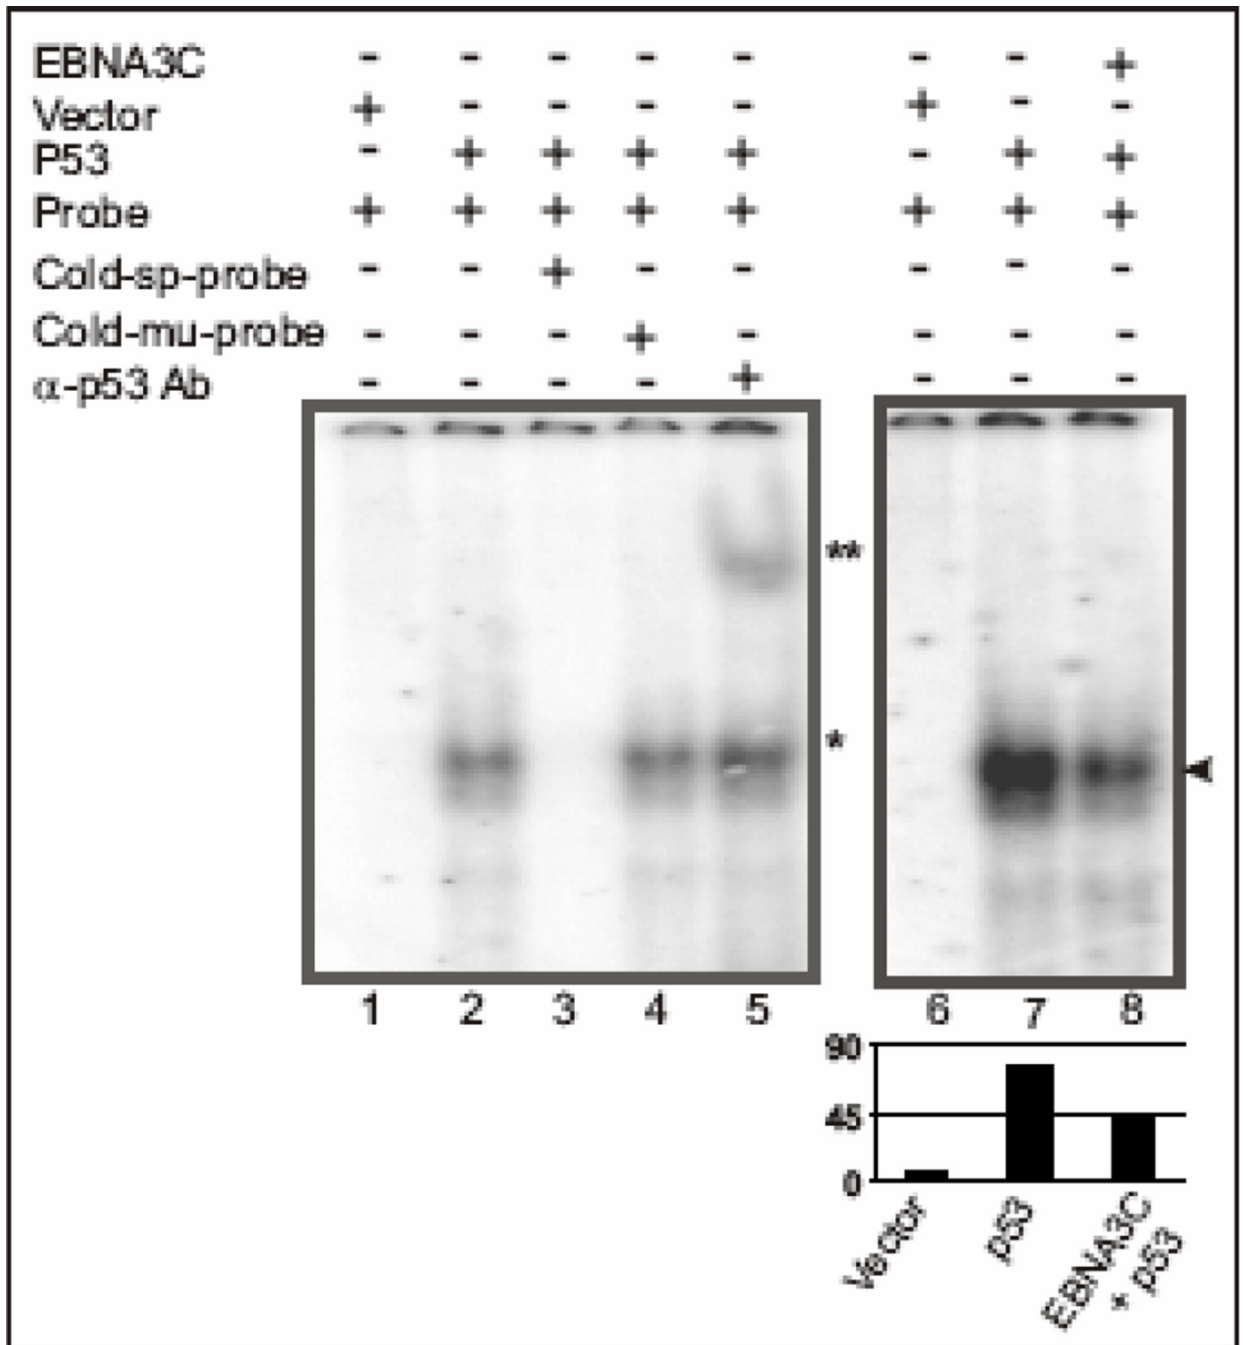 EBNA3C - - - - - - - +
Vector + - - - - + - -
P53 - + + + + - + +
Probe + + + + + + + +
Cold-sp-probe - - + - - - - -
Cold-mu-probe - - - + - - - -
α-p53 Ab - - - - + - - -
**
*
1 2 3 4 5 6 7 8
90
45
0
Vector
p53
EBNA3C
+ p53